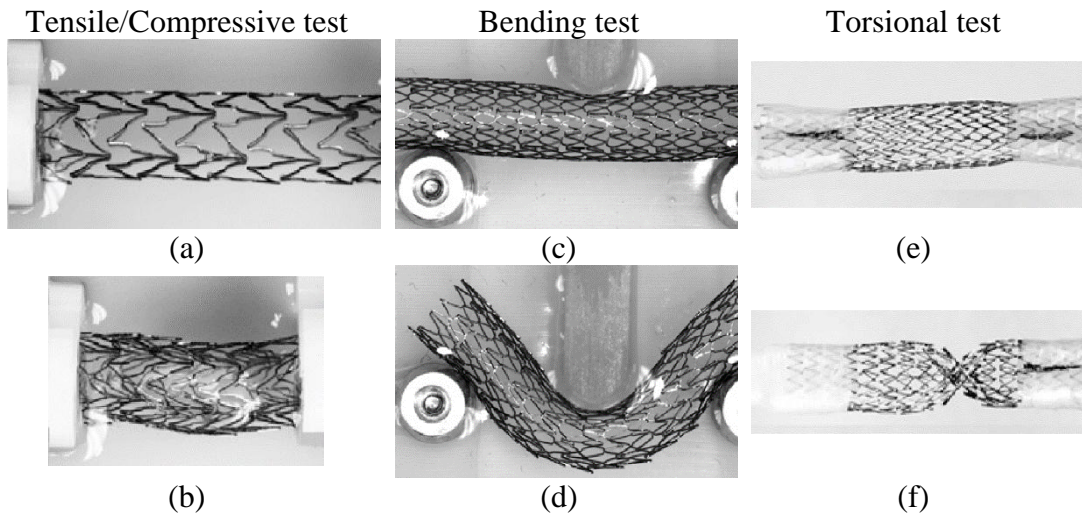 Tensile/Compressive test
Bending test
Torsional test
(a)
(c)
(e)
(b)
(d)
(f)